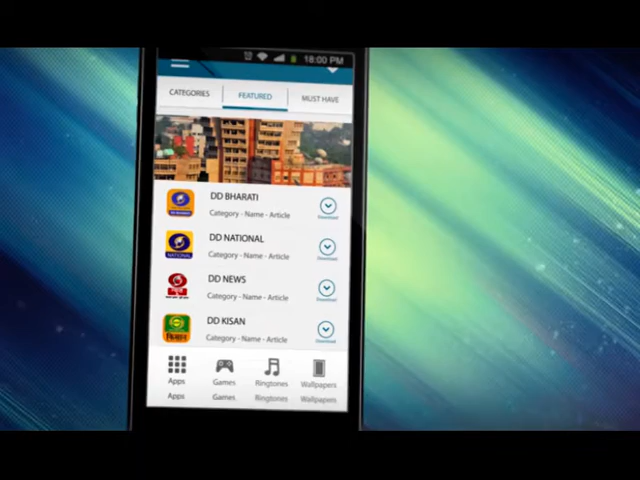 18:00 PM
CATEGORIES FEATURED MUST HAVE
DD BHARATI
Category - Name - Article
Download
DD NATIONAL
NATIONAL
Category - Name - Article
Download
DD NEWS
Category - Name - Article
Download
DD KISAN
किसान
Category - Name - Article
Download
Apps Games Ringtones Wallpapers
Apps Games Ringtones Wallpapers